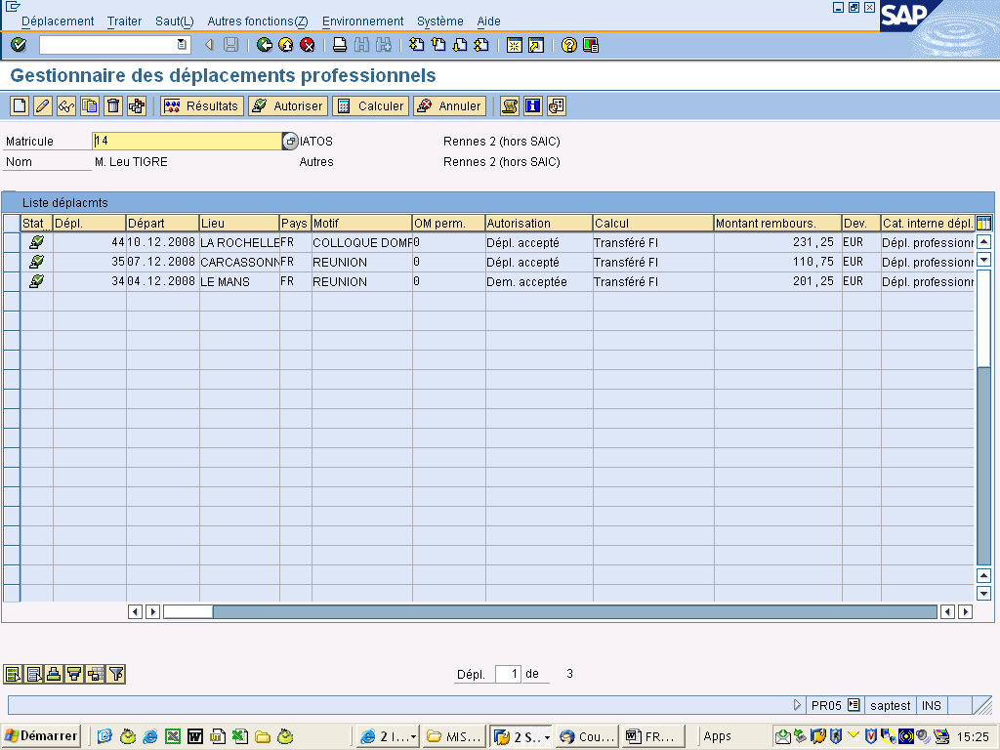 Déplacement Traiter Saut(L) Autres fonctions(Z) Environnement Système Aide
SAP
Gestionnaire des déplacements professionnels
Résultats Autoriser Calculer Annuler
Matricule 14 IATOS Rennes 2 (hors SAIC)
Nom M. Leu TIGRE Autres Rennes 2 (hors SAIC)
Liste déplacmts
Stat... Dépl. Départ Lieu Pays Motif OM perm. Autorisation Calcul Montant rembours. Dev. Cat. interne dépl.
44 10.12.2008 LA ROCHELLE FR COLLOQUE DOMF 0 Dépl. accepté Transféré FI 231,25 EUR Dépl. professionn
35 07.12.2008 CARCASSONN FR REUNION 0 Dépl. accepté Transféré FI 110,75 EUR Dépl. professionn
34 04.12.2008 LE MANS FR REUNION 0 Dem. acceptée Transféré FI 201,25 EUR Dépl. professionn
Dépl. 1 de 3
PR05 saptest INS
Démarrer 2 I... MIS... 2 S.. Cou... FR... Apps 15:25